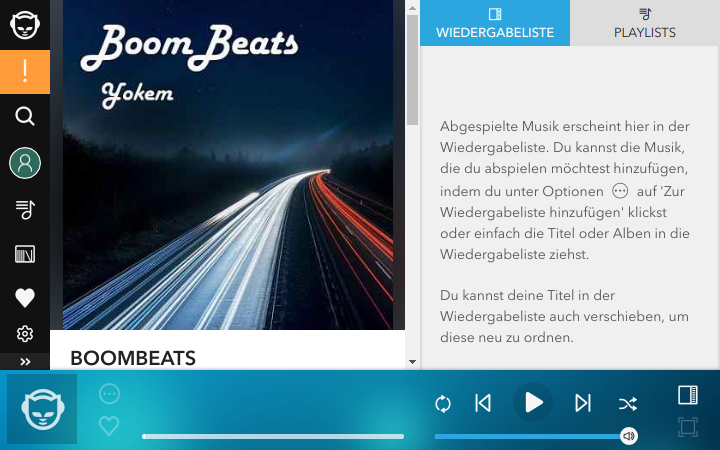 Boom Beats
Yokem
BOOMBEATS
WIEDERGABELISTE
PLAYLISTS
Abgespielte Musik erscheint hier in der
Wiedergabeliste. Du kannst die Musik,
die du abspielen möchtest hinzufügen,
indem du unter Optionen auf 'Zur
Wiedergabeliste hinzufügen' klickst
oder einfach die Titel oder Alben in die
Wiedergabeliste ziehst.
Du kannst deine Titel in der
Wiedergabeliste auch verschieben, um
diese neu zu ordnen.